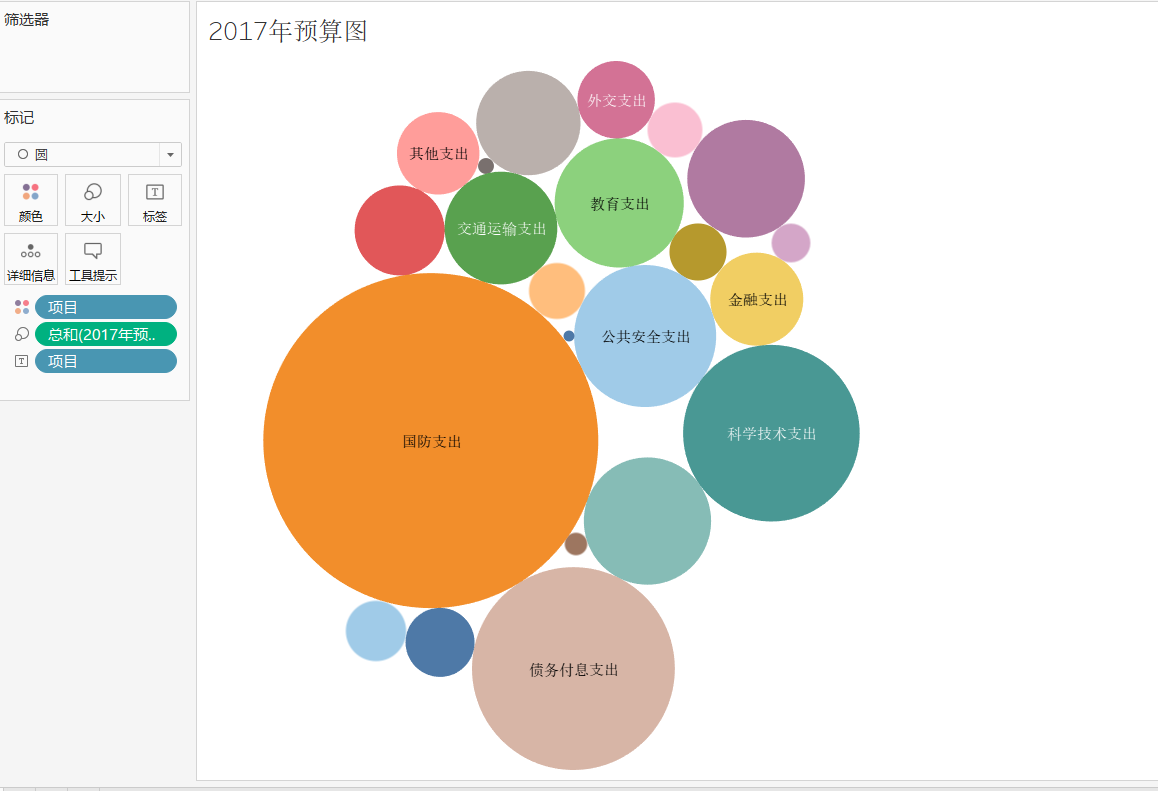 筛选器
标记
圆
颜色
大小
标签
详细信息
工具提示
项目
总和(2017年预..
项目
2017年预算图
外交支出
其他支出
教育支出
交通运输支出
金融支出
公共安全支出
科学技术支出
国防支出
债务付息支出